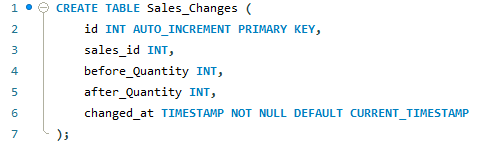 1 CREATE TABLE Sales_Changes (
2 id INT AUTO_INCREMENT PRIMARY KEY,
3 sales_id INT,
4 before_Quantity INT,
5 after_Quantity INT,
6 changed_at TIMESTAMP NOT NULL DEFAULT CURRENT_TIMESTAMP
7 );